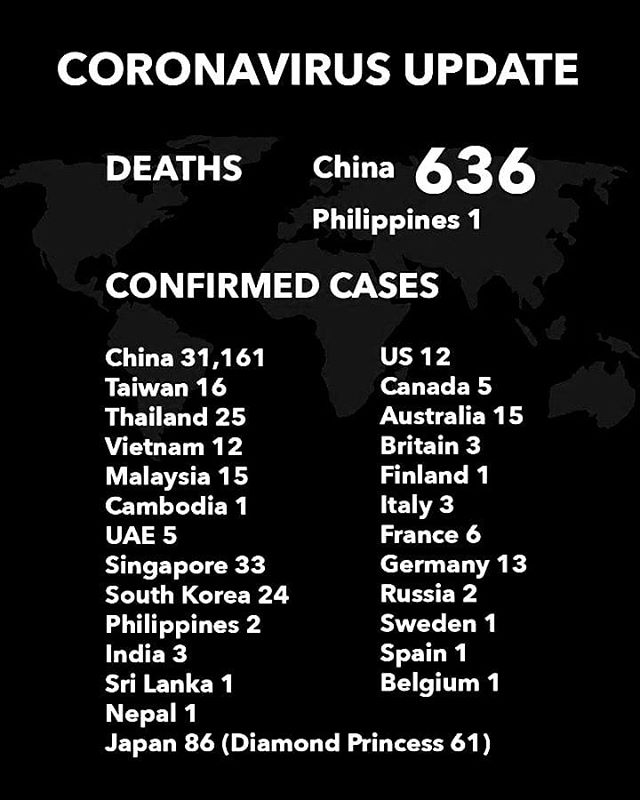 CORONAVIRUS UPDATE
DEATHS
China 636
Philippines 1
CONFIRMED CASES
China 31,161
Taiwan 16
Thailand 25
Vietnam 12
Malaysia 15
Cambodia 1
UAE 5
Singapore 33
South Korea 24
Philippines 2
India 3
Sri Lanka 1
Nepal 1
Japan 86 (Diamond Princess 61)
US 12
Canada 5
Australia 15
Britain 3
Finland 1
Italy 3
France 6
Germany 13
Russia 2
Sweden 1
Spain 1
Belgium 1